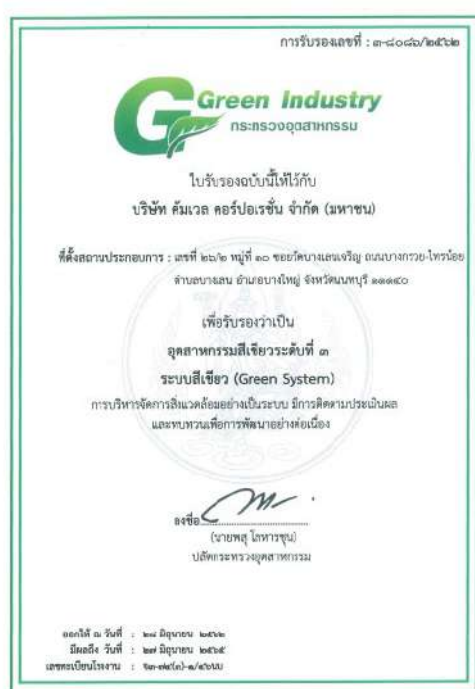 การรับรองเลขที่ : ๓-๘๐๘๖/๒๕๖๒
Green Industry
กระทรวงอุตสาหกรรม
ใบรับรองฉบับนี้ให้ไว้กับ
บริษัท คัมเวล คอร์ปอเรชั่น จำกัด (มหาชน)
ที่ตั้งสถานประกอบการ : เลขที่ ๒๖/๒ หมู่ที่ ๑๐ ซอยวัดบางเลนเจริญ ถนนบางกรวย-ไทรน้อย
ตำบลบางเลน อำเภอบางใหญ่ จังหวัดนนทบุรี ๑๑๑๔๐
เพื่อรับรองว่าเป็น
อุตสาหกรรมสีเขียวระดับที่ ๓
ระบบสีเขียว (Green System)
การบริหารจัดการสิ่งแวดล้อมอย่างเป็นระบบ มีการติดตามประเมินผล
และทบทวนเพื่อการพัฒนาอย่างต่อเนื่อง
ลงชื่อ
(นายพสุ โลหารชุน)
ปลัดกระทรวงอุตสาหกรรม
ออกให้ ณ วันที่ : ๒๘ มิถุนายน ๒๕๖๒
มีผลถึง วันที่ : ๒๗ มิถุนายน ๒๕๖๕
เลขทะเบียนโรงงาน :